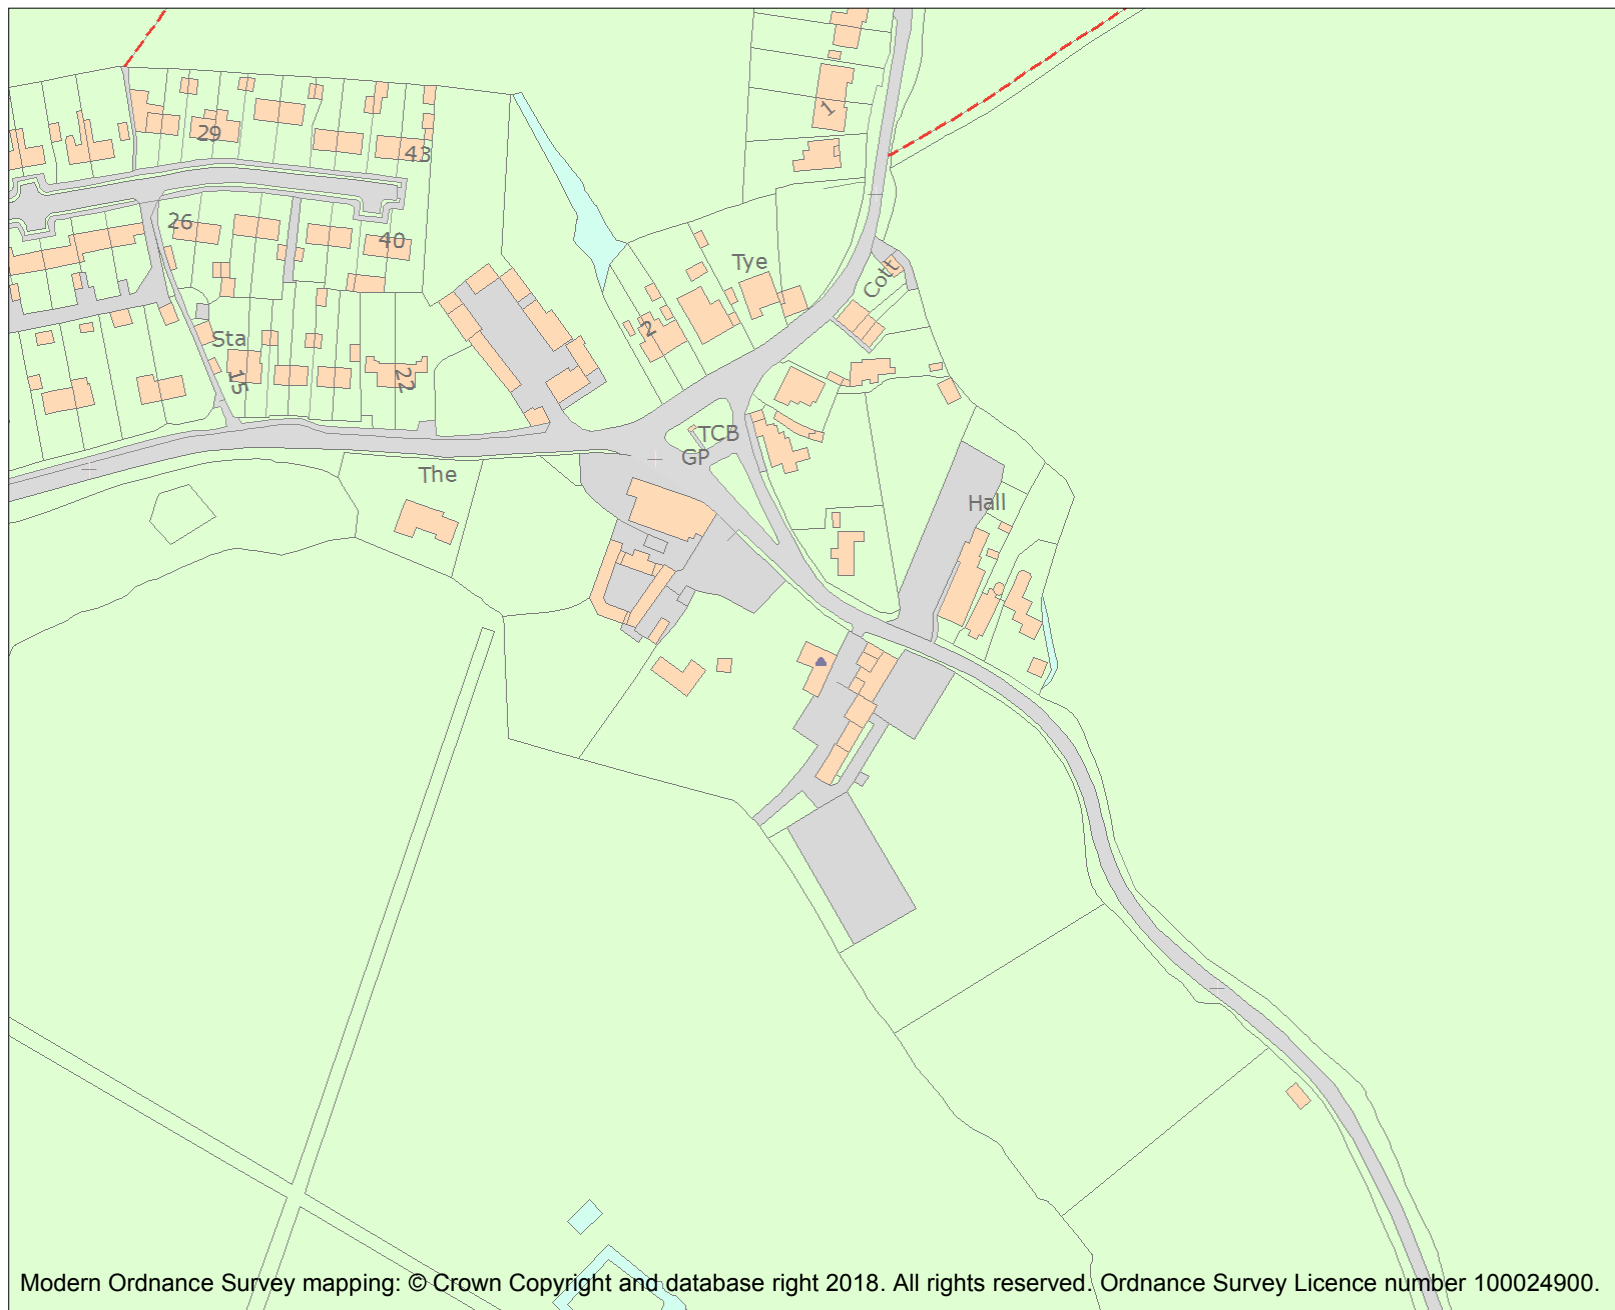 1
29
43
26
40
Tye
Cott
2
Sta
15
22
TCB
GP
The
Hall
Modern Ordnance Survey mapping: © Crown Copyright and database right 2018. All rights reserved. Ordnance Survey Licence number 100024900.